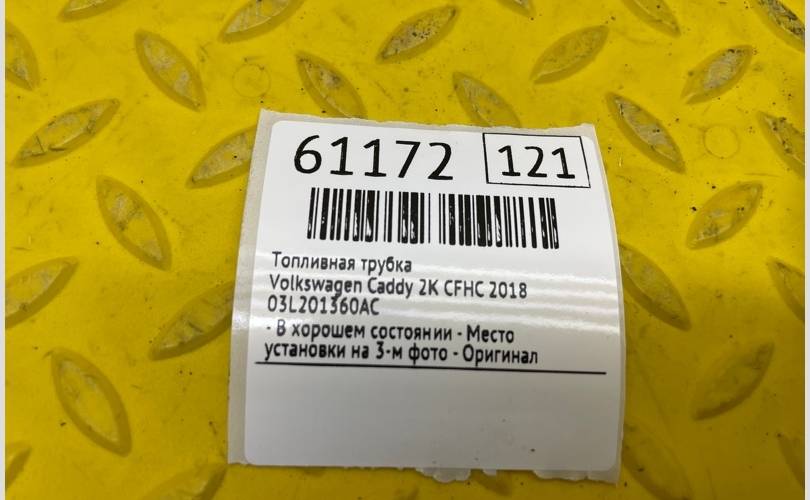 61172 121
Топливная трубка
Volkswagen Caddy 2K CFHC 2018
03L201360AC
- В хорошем состоянии - Место
установки на 3-м фото - Оригинал